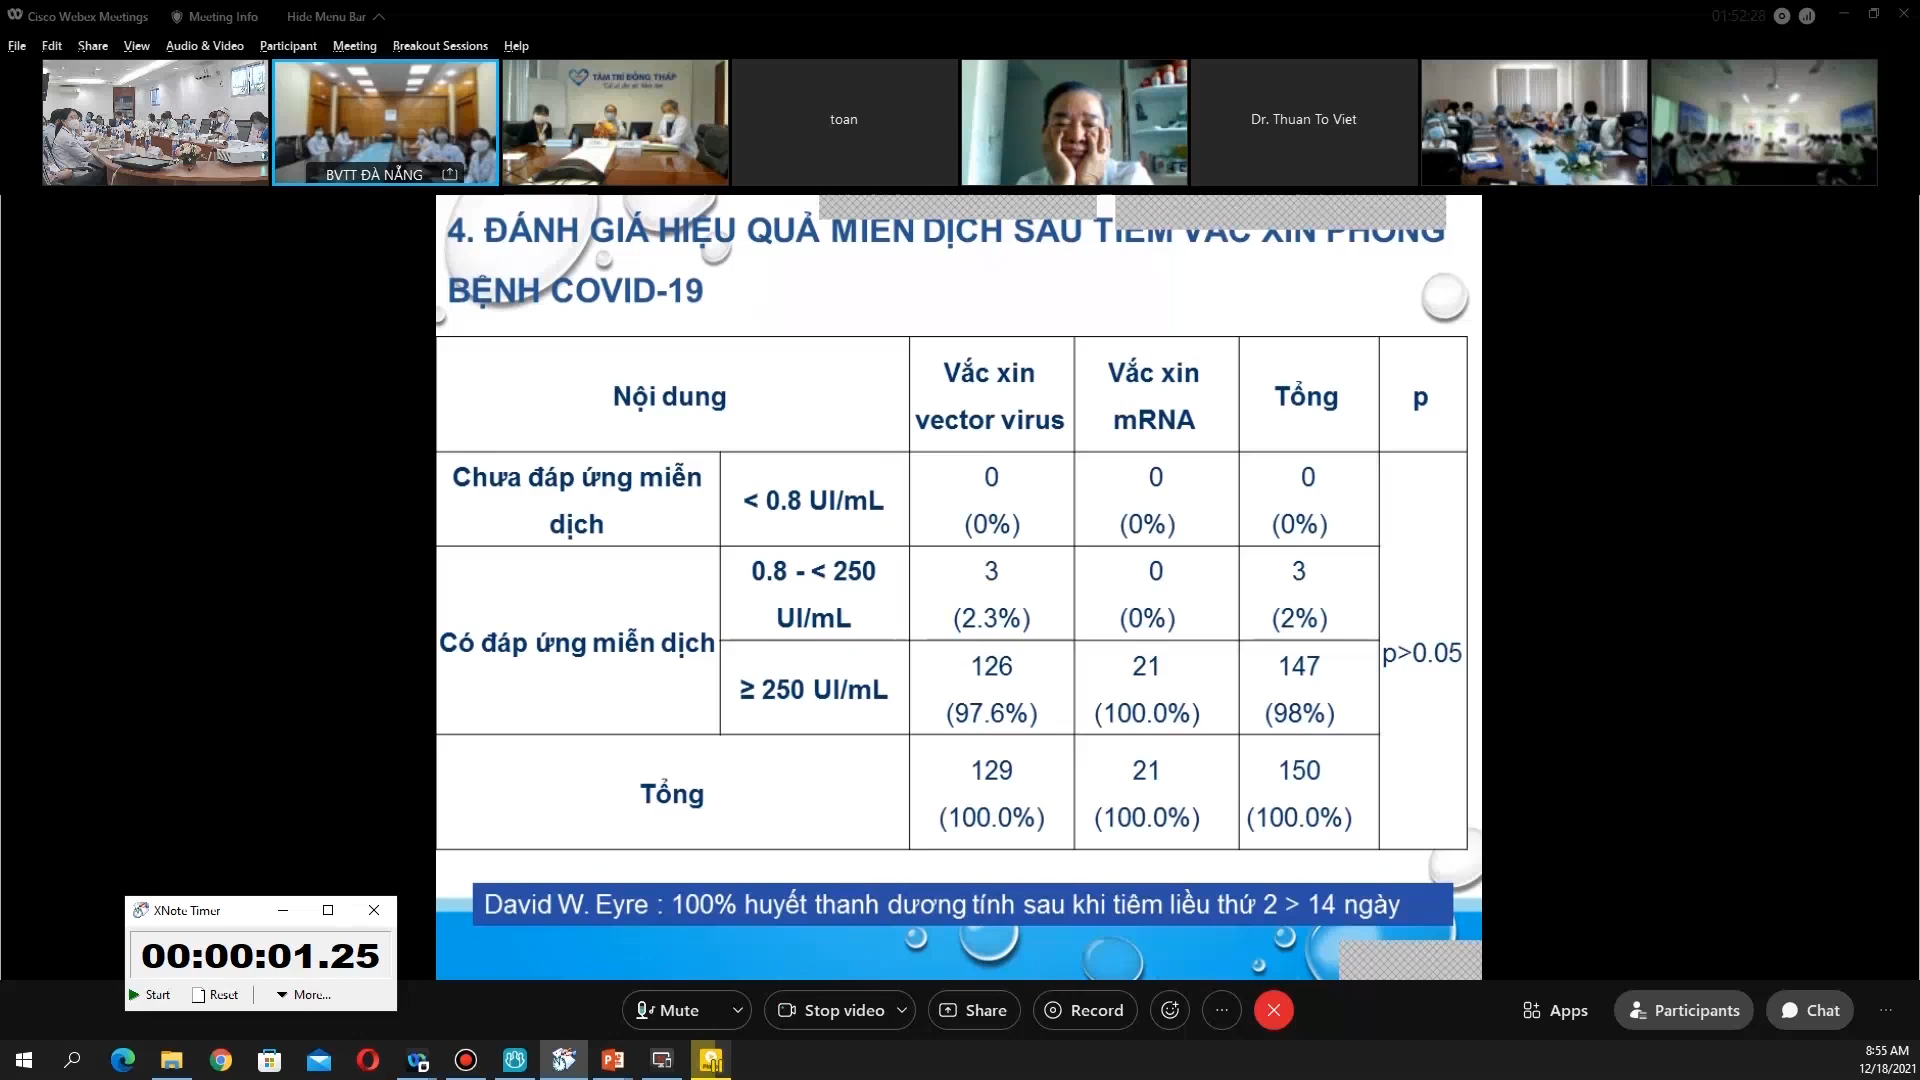 Cisco Webex Meetings
Meeting Info
Hide Menu Bar
01:52:28
File
Edit
Share
View
Audio & Video
Participant
Meeting
Breakout Sessions
Help
BVTT ĐÀ NẴNG
TÂM TRÍ ĐỒNG THÁP
toan
Dr. Thuan To Viet
4. ĐÁNH GIÁ HIỆU QUẢ MIỄN DỊCH SAU TIÊM VẮC XIN PHÒNG
BỆNH COVID-19
Nội dung
Vắc xin
vector virus
Vắc xin
mRNA
Tổng
p
Chưa đáp ứng miễn
dịch
< 0.8 UI/mL
0
(0%)
0
(0%)
0
(0%)
Có đáp ứng miễn dịch
0.8 - < 250
UI/mL
3
(2.3%)
0
(0%)
3
(2%)
≥ 250 UI/mL
126
(97.6%)
21
(100.0%)
147
(98%)
p>0.05
Tổng
129
(100.0%)
21
(100.0%)
150
(100.0%)
David W. Eyre : 100% huyết thanh dương tính sau khi tiêm liều thứ 2 > 14 ngày
XNote Timer
00:00:01.25
Start
Reset
More...
Mute
Stop video
Share
Record
Apps
Participants
Chat
8:55 AM
12/18/2021